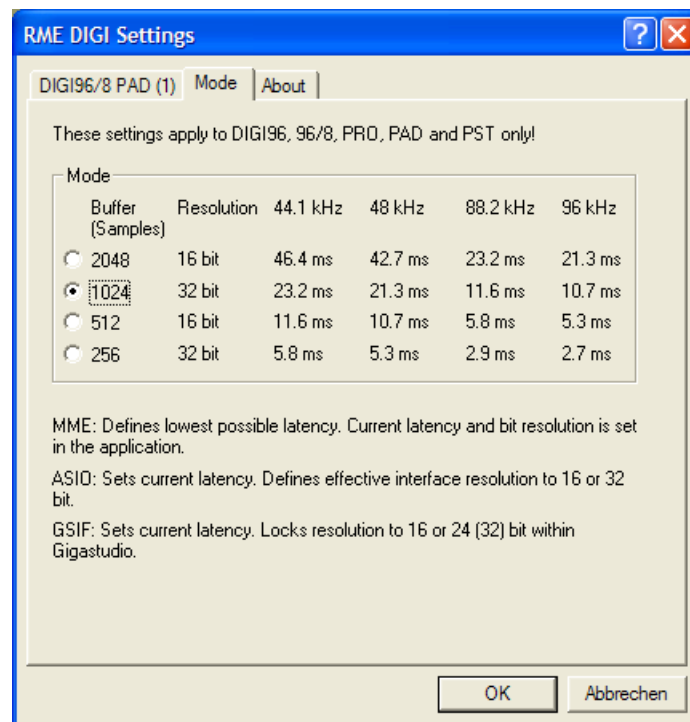 RME DIGI Settings
DIGI96/8 PAD (1) Mode About
These settings apply to DIGI96, 96/8, PRO, PAD and PST only!
Mode
Buffer Resolution 44.1 kHz 48 kHz 88.2 kHz 96 kHz
(Samples)
2048 16 bit 46.4 ms 42.7 ms 23.2 ms 21.3 ms
1024 32 bit 23.2 ms 21.3 ms 11.6 ms 10.7 ms
512 16 bit 11.6 ms 10.7 ms 5.8 ms 5.3 ms
256 32 bit 5.8 ms 5.3 ms 2.9 ms 2.7 ms
MME: Defines lowest possible latency. Current latency and bit resolution is set
in the application.
ASIO: Sets current latency. Defines effective interface resolution to 16 or 32
bit.
GSIF: Sets current latency. Locks resolution to 16 or 24 (32) bit within
Gigastudio.
OK Abbrechen